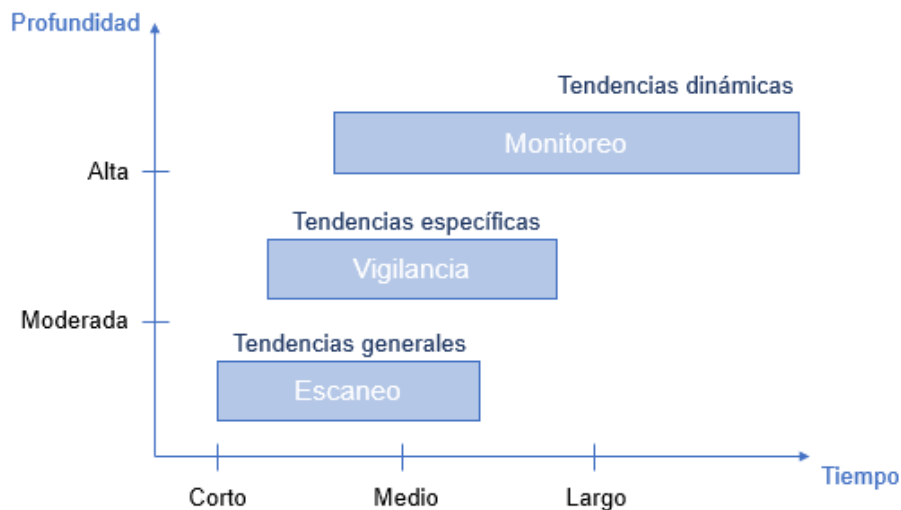 Profundidad
Tendencias dinámicas
Monitoreo
Alta
Tendencias específicas
Vigilancia
Moderada
Tendencias generales
Escaneo
Tiempo
Corto
Medio
Largo